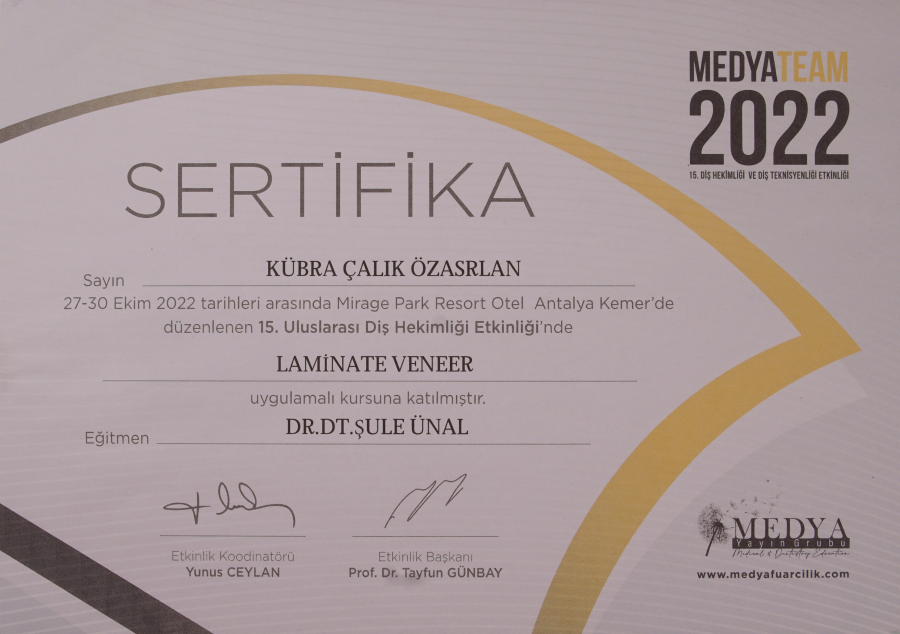 MEDYATEAM
2022
15. DİŞ HEKİMLİĞİ VE DİŞ TEKNİSYENLİĞİ ETKİNLİĞİ
SERTİFİKA
Sayın KÜBRA ÇALIK ÖZASRLAN
27-30 Ekim 2022 tarihleri arasında Mirage Park Resort Otel Antalya Kemer'de
düzenlenen 15. Uluslarası Diş Hekimliği Etkinliği'nde
LAMİNATE VENEER
uygulamalı kursuna katılmıştır.
Eğitmen DR.DT.ŞULE ÜNAL
Etkinlik Koodinatörü
Yunus CEYLAN
Etkinlik Başkanı
Prof. Dr. Tayfun GÜNBAY
MEDYA
Yayın Grubu
Medical & Dentistry Education
www.medyafuarcilik.com